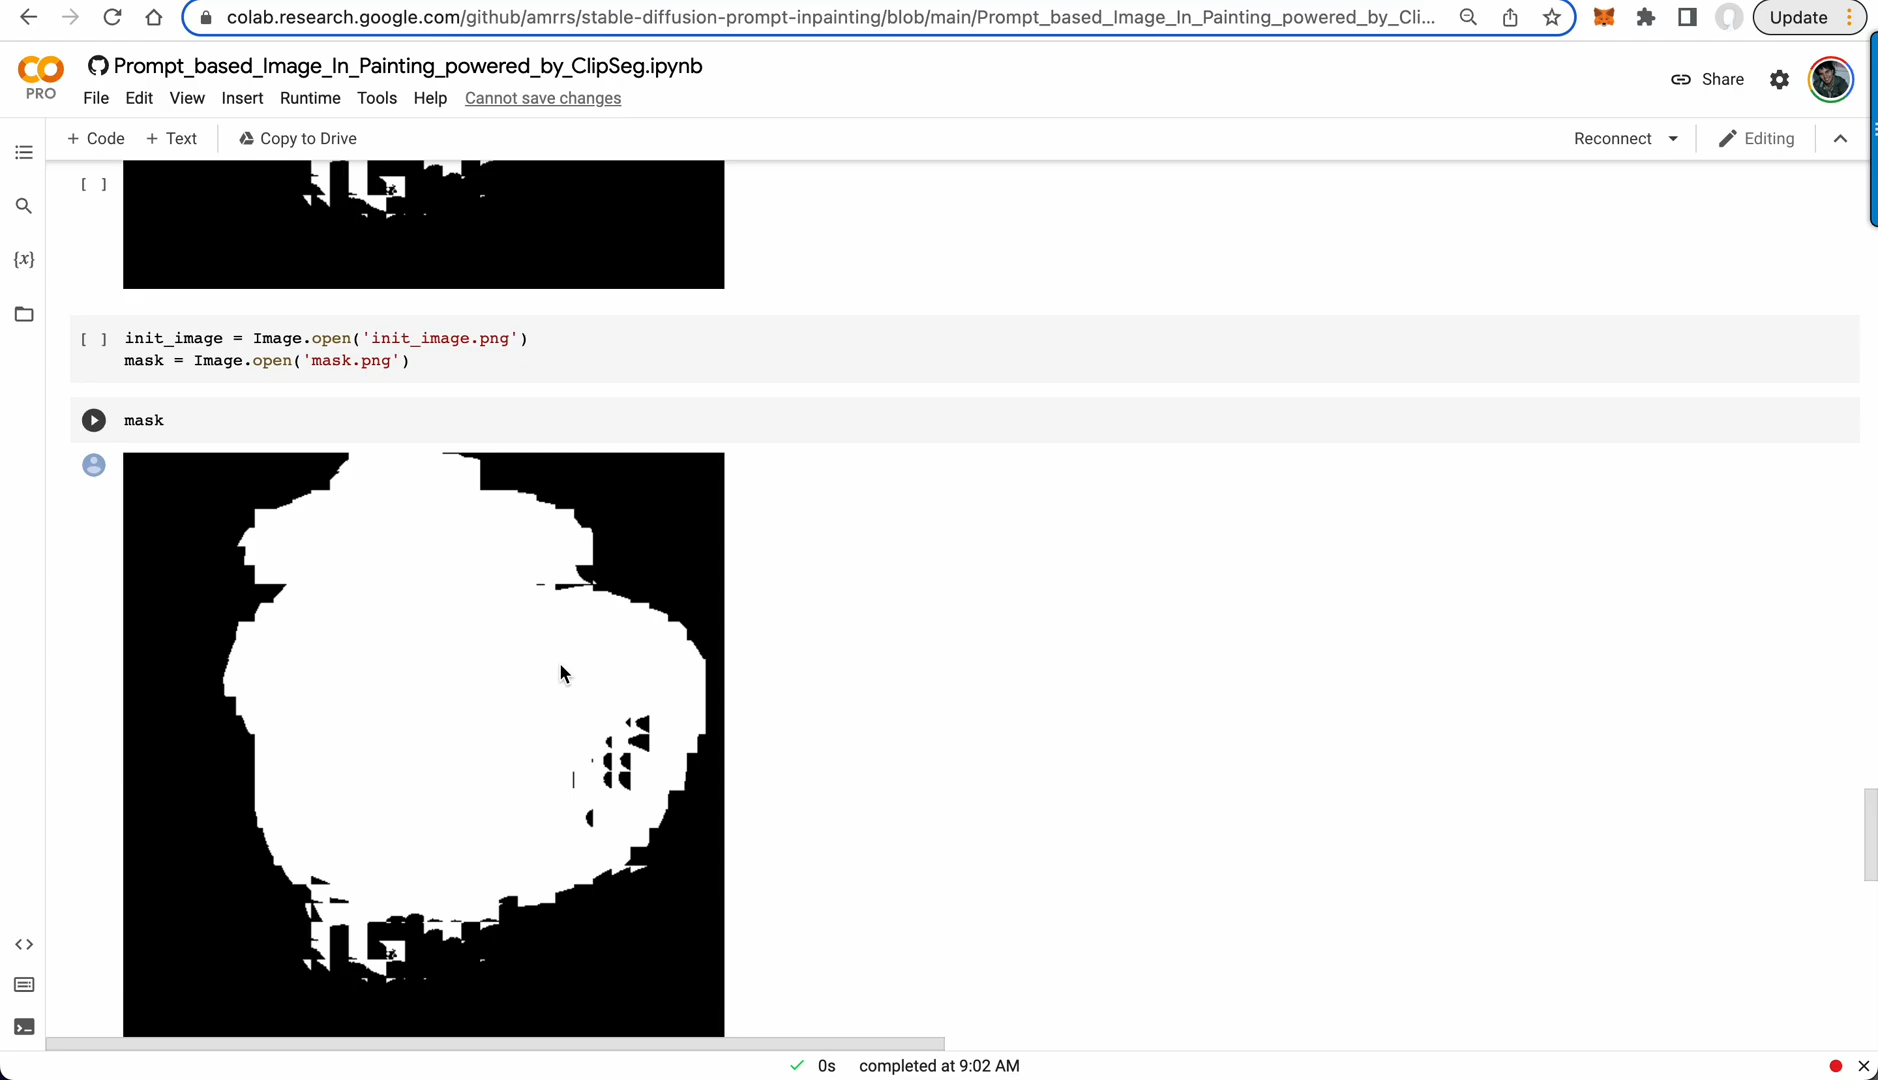 colab.research.google.com/github/amrrs/stable-diffusion-prompt-inpainting/blob/main/Prompt_based_Image_In_Painting_powered_by_Cli...
Update
CO
PRO
Prompt_based_Image_In_Painting_powered_by_ClipSeg.ipynb
File Edit View Insert Runtime Tools Help Cannot save changes
Share
+ Code + Text Copy to Drive
Reconnect
Editing
[ ]
{x}
[ ] init_image = Image.open('init_image.png')
mask = Image.open('mask.png')
mask
0s completed at 9:02 AM